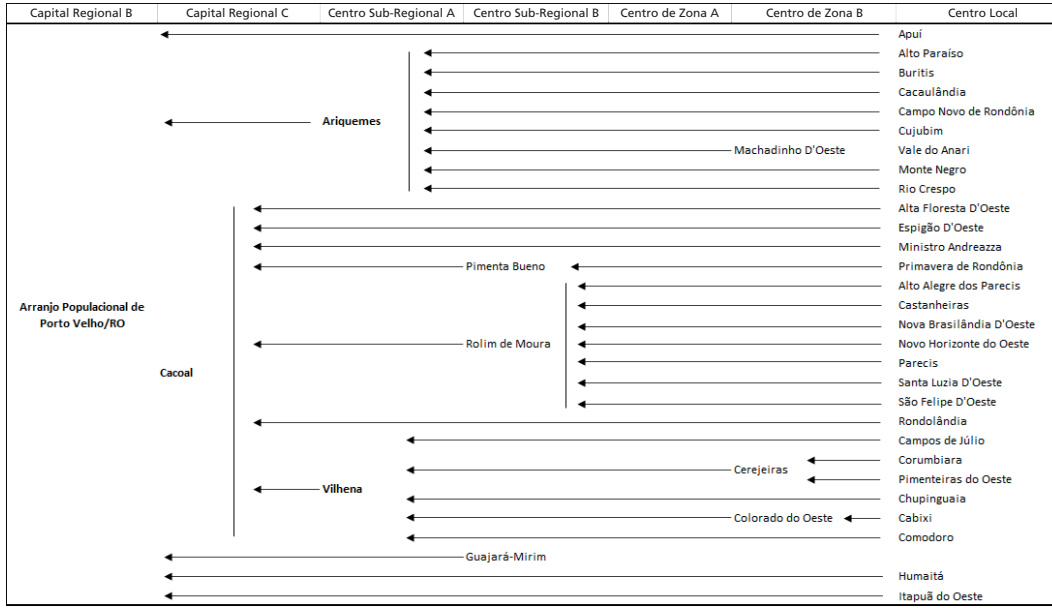 Capital Regional B Capital Regional C Centro Sub-Regional A Centro Sub-Regional B Centro de Zona A Centro de Zona B Centro Local
Apuí
Alto Paraíso
Buritis
Cacaulândia
Campo Novo de Rondônia
Ariquemes
Cujubim
Machadinho D'Oeste Vale do Anari
Monte Negro
Rio Crespo
Alta Floresta D'Oeste
Espigão D'Oeste
Ministro Andreazza
Pimenta Bueno Primavera de Rondônia
Alto Alegre dos Parecis
Arranjo Populacional de
Porto Velho/RO
Castanheiras
Nova Brasilândia D'Oeste
Rolim de Moura Novo Horizonte do Oeste
Parecis
Cacoal
Santa Luzia D'Oeste
São Felipe D'Oeste
Rondolândia
Campos de Júlio
Corumbiara
Cerejeiras
Pimenteiras do Oeste
Vilhena
Chupinguaia
Colorado do Oeste Cabixi
Comodoro
Guajará-Mirim
Humaitá
Itapuã do Oeste